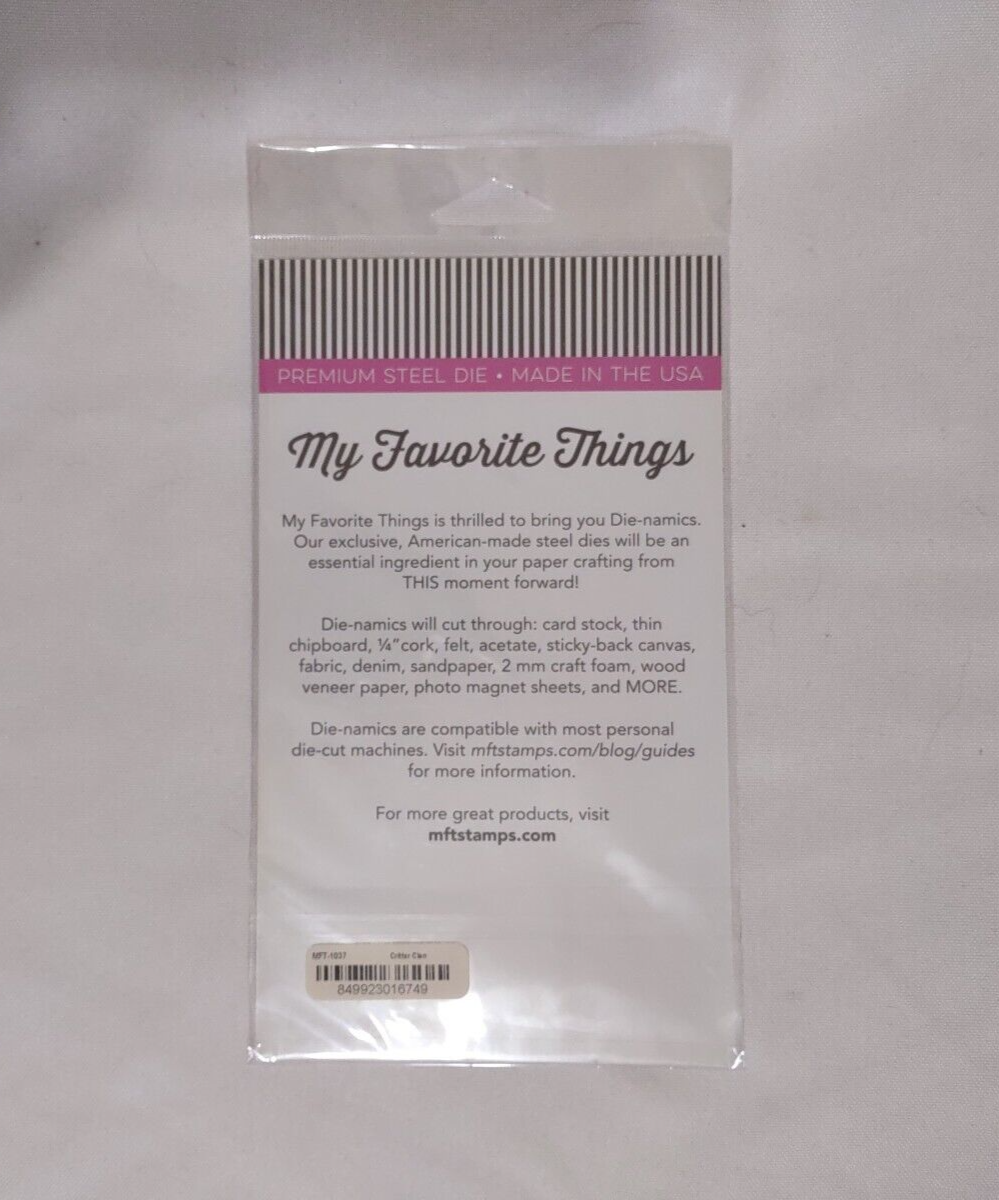 PREMIUM STEEL DIE • MADE IN THE USA
My Favorite Things
My Favorite Things is thrilled to bring you Die-namics.
Our exclusive, American-made steel dies will be an
essential ingredient in your paper crafting from
THIS moment forward!
Die-namics will cut through: card stock, thin
chipboard, ¼” cork, felt, acetate, sticky-back canvas,
fabric, denim, sandpaper, 2 mm craft foam, wood
veneer paper, photo magnet sheets, and MORE.
Die-namics are compatible with most personal
die-cut machines. Visit mftstamps.com/blog/guides
for more information.
For more great products, visit
mftstamps.com
MFT-1037 Critter Clan
849923016749